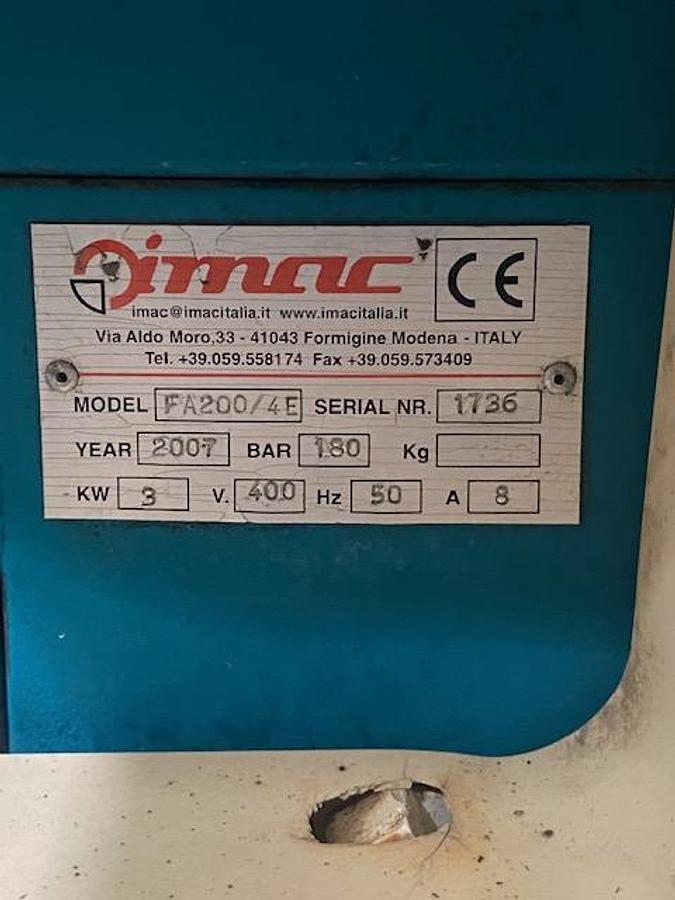 imac CE
imac@imacitalia.it www.imacitalia.it
Via Aldo Moro,33 - 41043 Formigine Modena - ITALY
Tel. +39.059.558174 Fax +39.059.573409
MODEL FA200/4E SERIAL NR. 1736
YEAR 2007 BAR 180 Kg
KW 3 V. 400 Hz 50 A 8